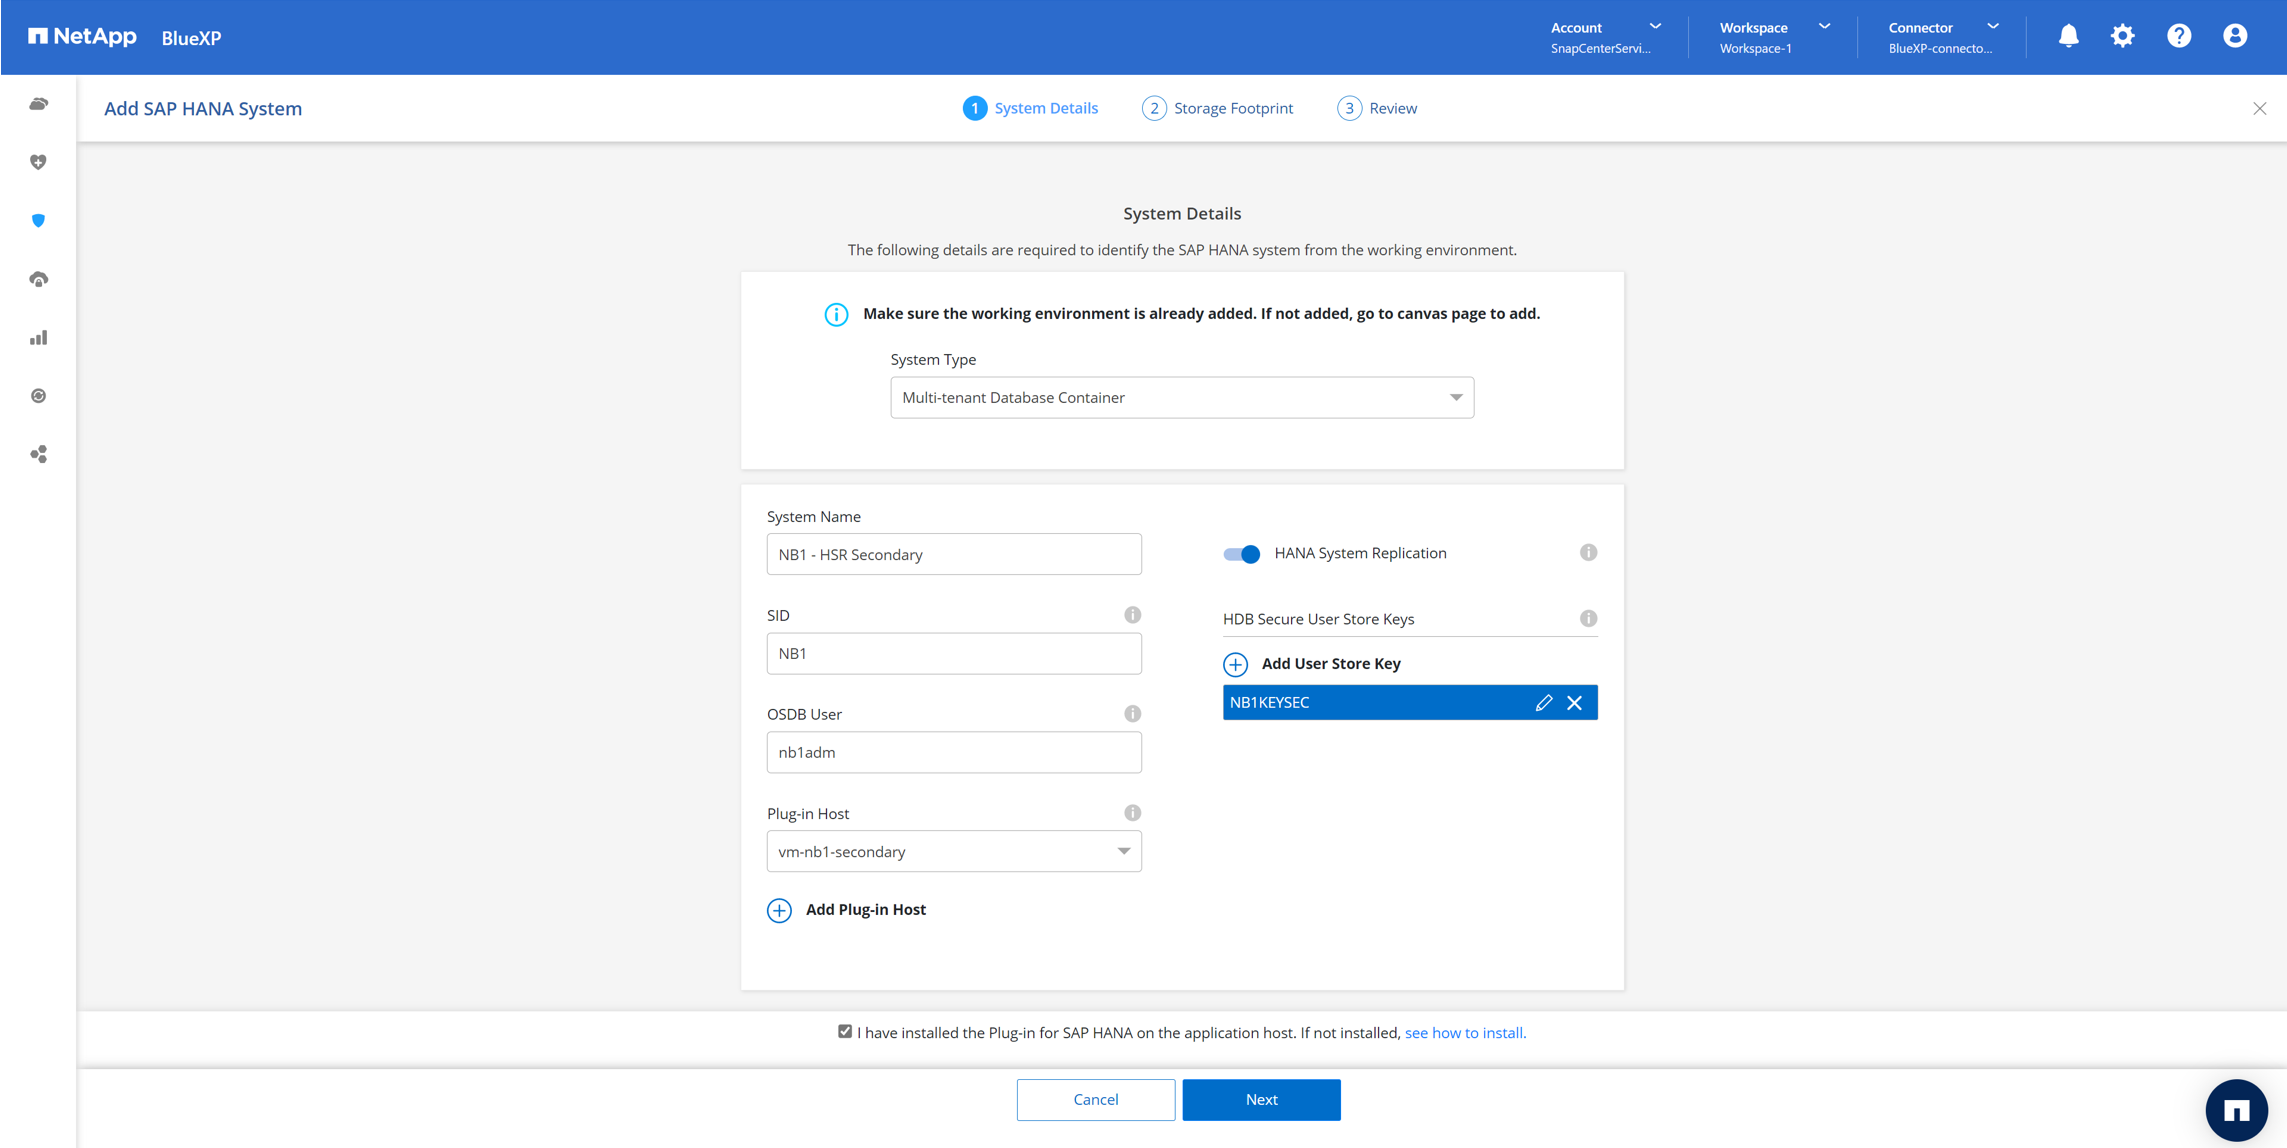 NetApp BlueXP
Account
SnapCenterServi...
Workspace
Workspace-1
Connector
BlueXP-connecto...
Add SAP HANA System
1 System Details
2 Storage Footprint
3 Review
System Details
The following details are required to identify the SAP HANA system from the working environment.
Make sure the working environment is already added. If not added, go to canvas page to add.
System Type
Multi-tenant Database Container
System Name
NB1 - HSR Secondary
SID
NB1
OSDB User
nb1adm
Plug-in Host
vm-nb1-secondary
Add Plug-in Host
HANA System Replication
HDB Secure User Store Keys
Add User Store Key
NB1KEYSEC
I have installed the Plug-in for SAP HANA on the application host. If not installed, see how to install.
Cancel
Next